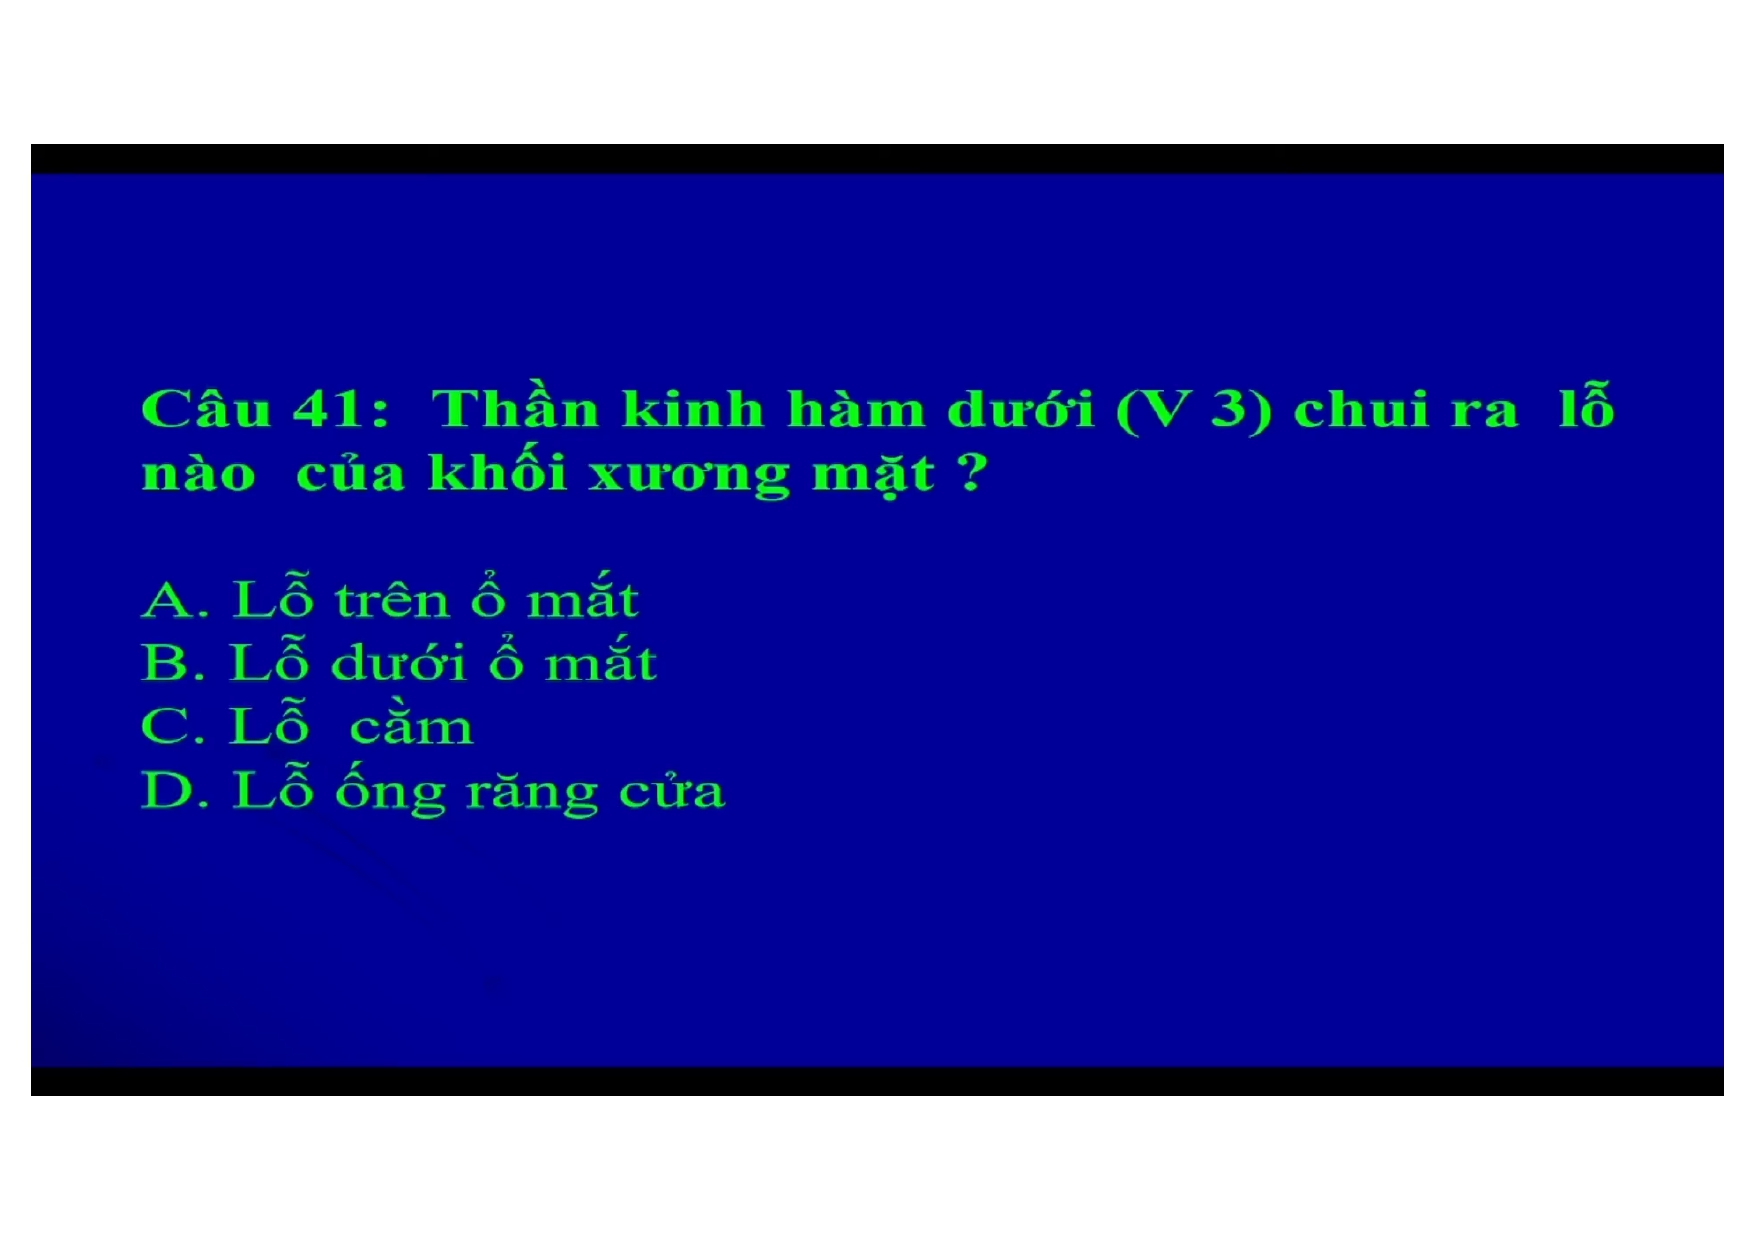 Câu 41: Thần kinh hàm dưới (V 3) chui ra lỗ
nào của khối xương mặt ?
A. Lỗ trên ổ mắt
B. Lỗ dưới ổ mắt
C. Lỗ cằm
D. Lỗ ống răng cửa